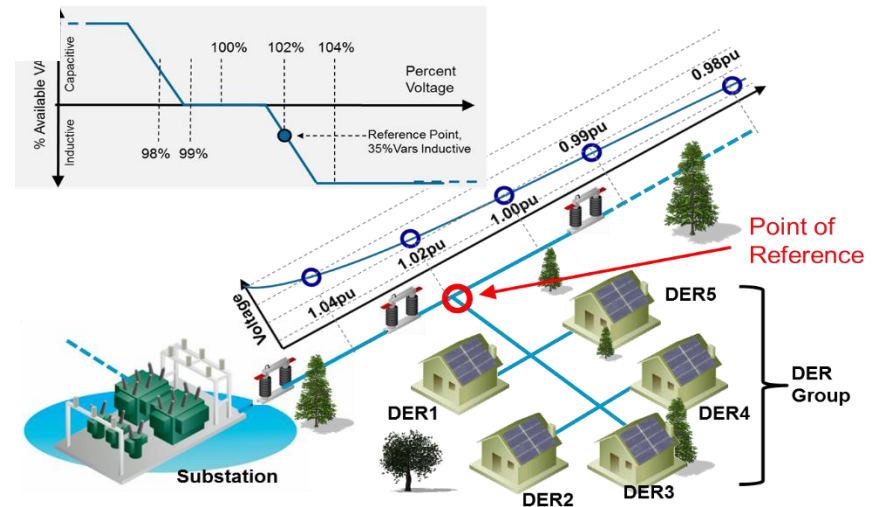 % Available VA
Capacitive
Inductive
98%
99%
100%
102%
104%
Percent
Voltage
Reference Point,
35%Vars Inductive
0.98pu
0.99pu
1.00pu
1.02pu
1.04pu
Voltage
Point of
Reference
DER5
DER1
DER4
DER
Group
Substation
DER2
DER3